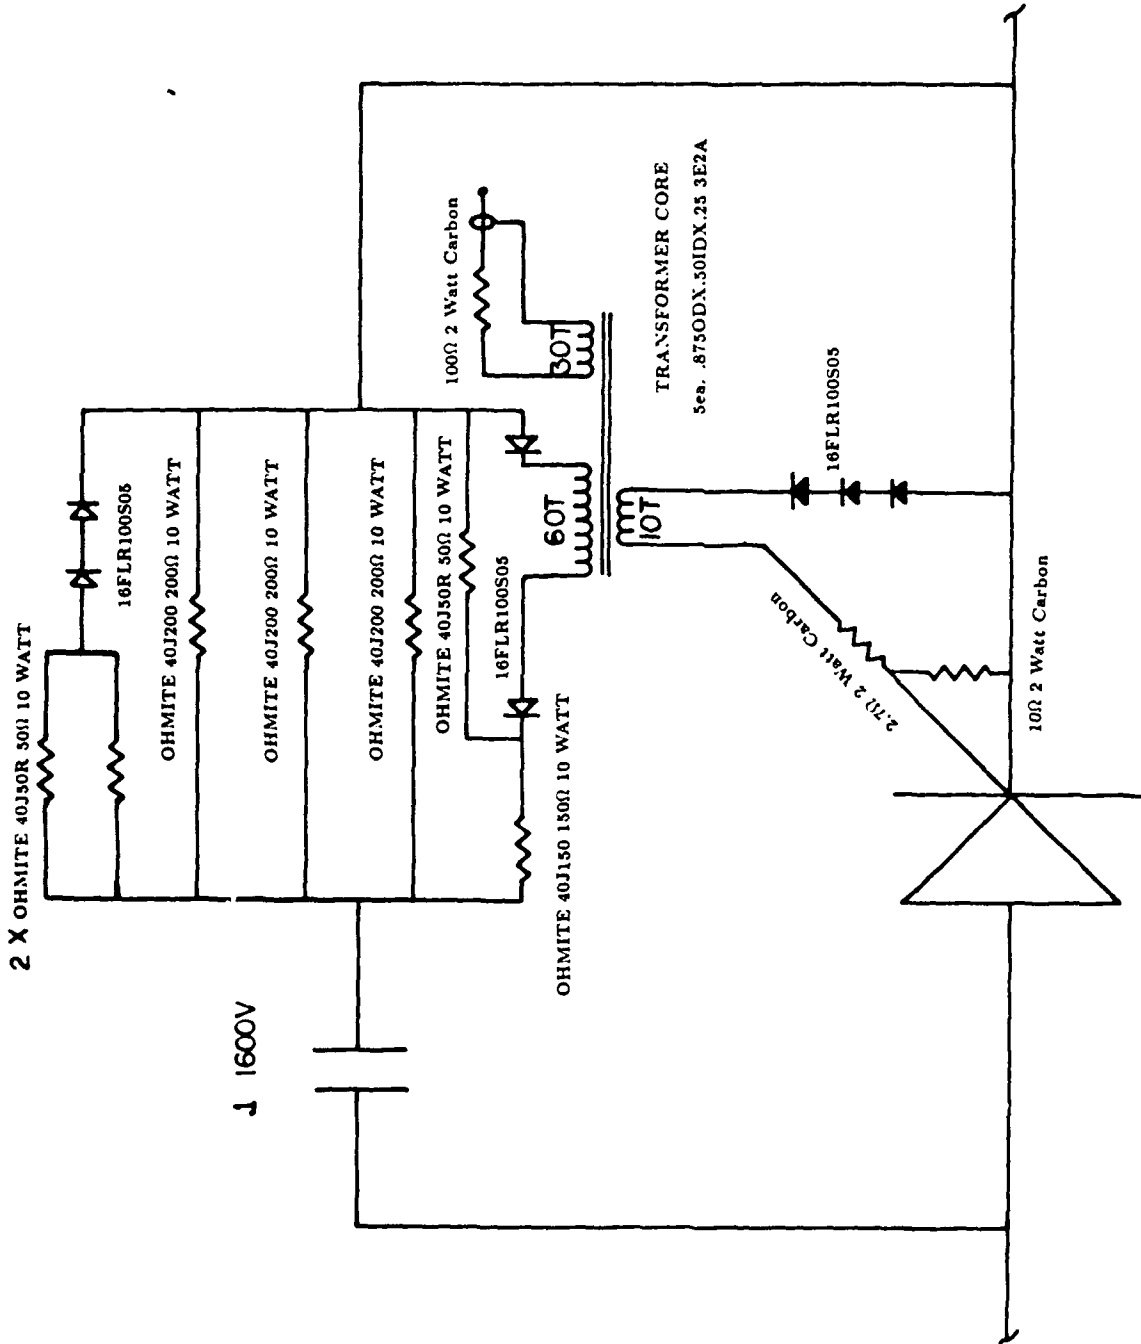 2 X OHMITE 40J50R 50Ω 10 WATT
16FLR100S05
OHMITE 40J200 200Ω 10 WATT
OHMITE 40J200 200Ω 10 WATT
OHMITE 40J200 200Ω 10 WATT
OHMITE 40J50R 50Ω 10 WATT
16FLR100S05
OHMITE 40J150 150Ω 10 WATT
1 1600V
100Ω 2 Watt Carbon
30T
60T
10T
TRANSFORMER CORE
5ea. .875ODX.50IDX.25 3E2A
16FLR100S05
2.7Ω 2 Watt Carbon
10Ω 2 Watt Carbon